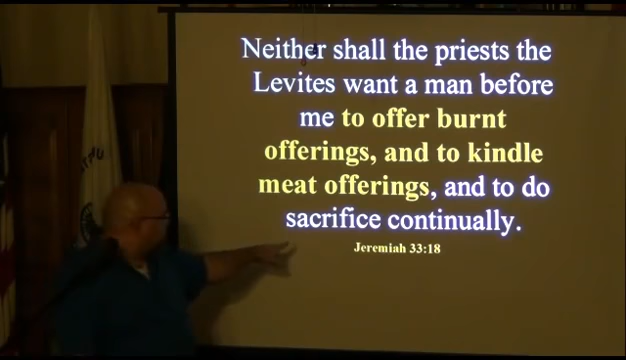 Neither shall the priests the
Levites want a man before
me to offer burnt
offerings, and to kindle
meat offerings, and to do
sacrifice continually.
Jeremiah 33:18